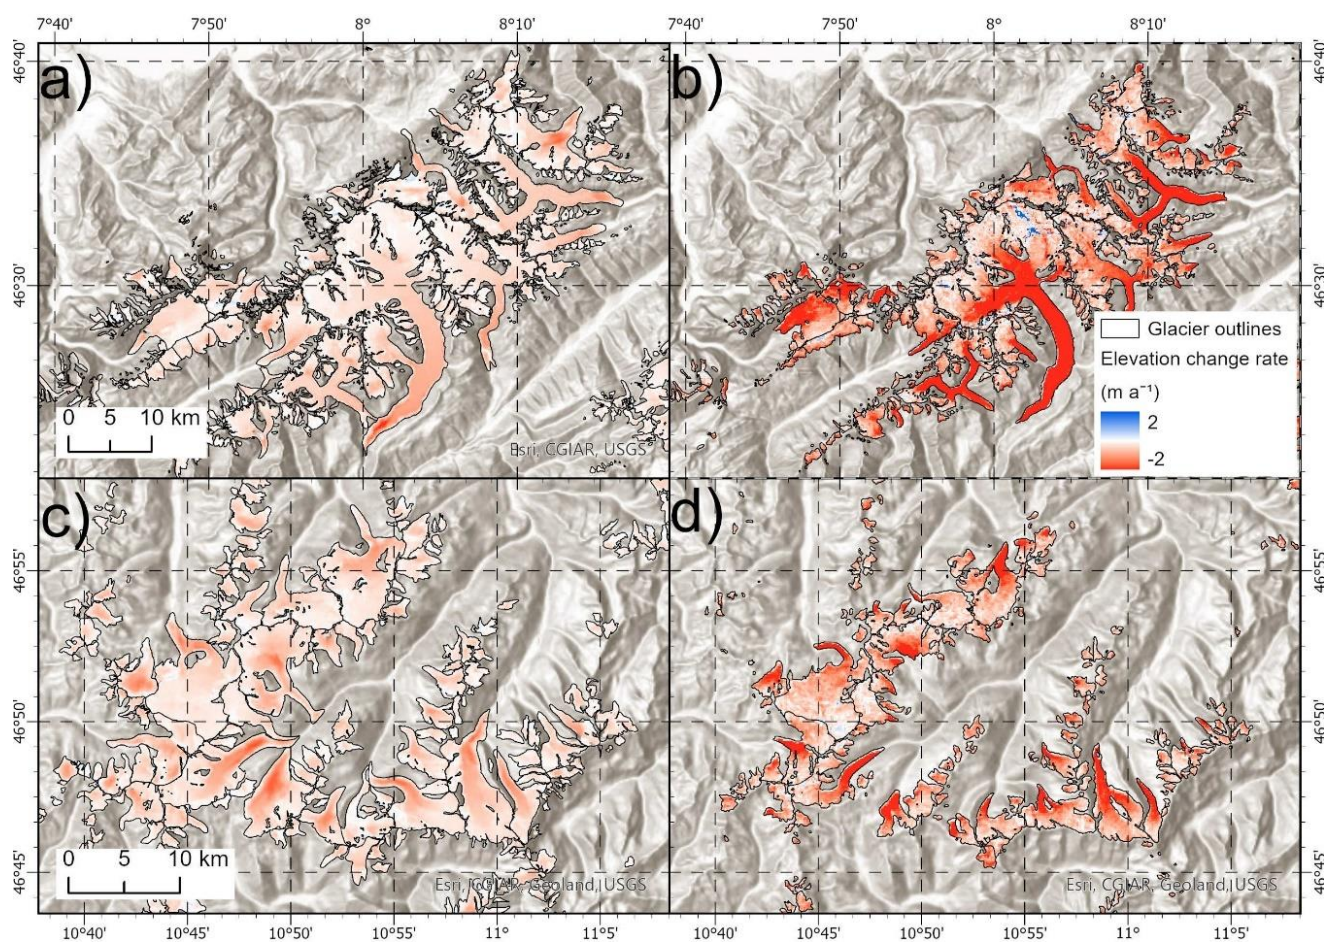 7°40' 7°50' 8° 8°10' 7°40' 7°50' 8° 8°10'
46°40' a) b) 46°40'
46°30' 46°30'
Glacier outlines
Elevation change rate
(m a⁻¹)
2
-2
0 5 10 km
Esri, CGIAR, USGS
c) d)
46°55' 46°55'
46°50' 46°50'
46°45' 46°45'
0 5 10 km
Esri, CGIAR, Geoland, USGS Esri, CGIAR, Geoland, USGS
10°40' 10°45' 10°50' 10°55' 11° 11°5' 10°40' 10°45' 10°50' 10°55' 11° 11°5'